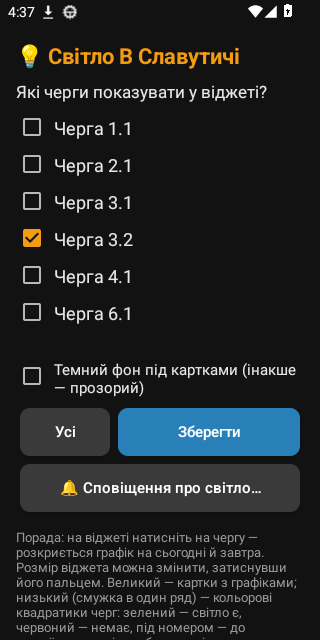 4:37
Світло В Славутичі
Які черги показувати у віджеті?
Черга 1.1
Черга 2.1
Черга 3.1
Черга 3.2
Черга 4.1
Черга 6.1
Темний фон під картками (інакше
— прозорий)
Усі
Зберегти
🔔 Сповіщення про світло…
Порада: на віджеті натисніть на чергу —
розкриється графік на сьогодні й завтра.
Розмір віджета можна змінити, затиснувши
його пальцем. Великий — картки з графіками;
низький (смужка в один ряд) — кольорові
квадратики черг: зелений — світло є,
червоний — немає, під номером — до